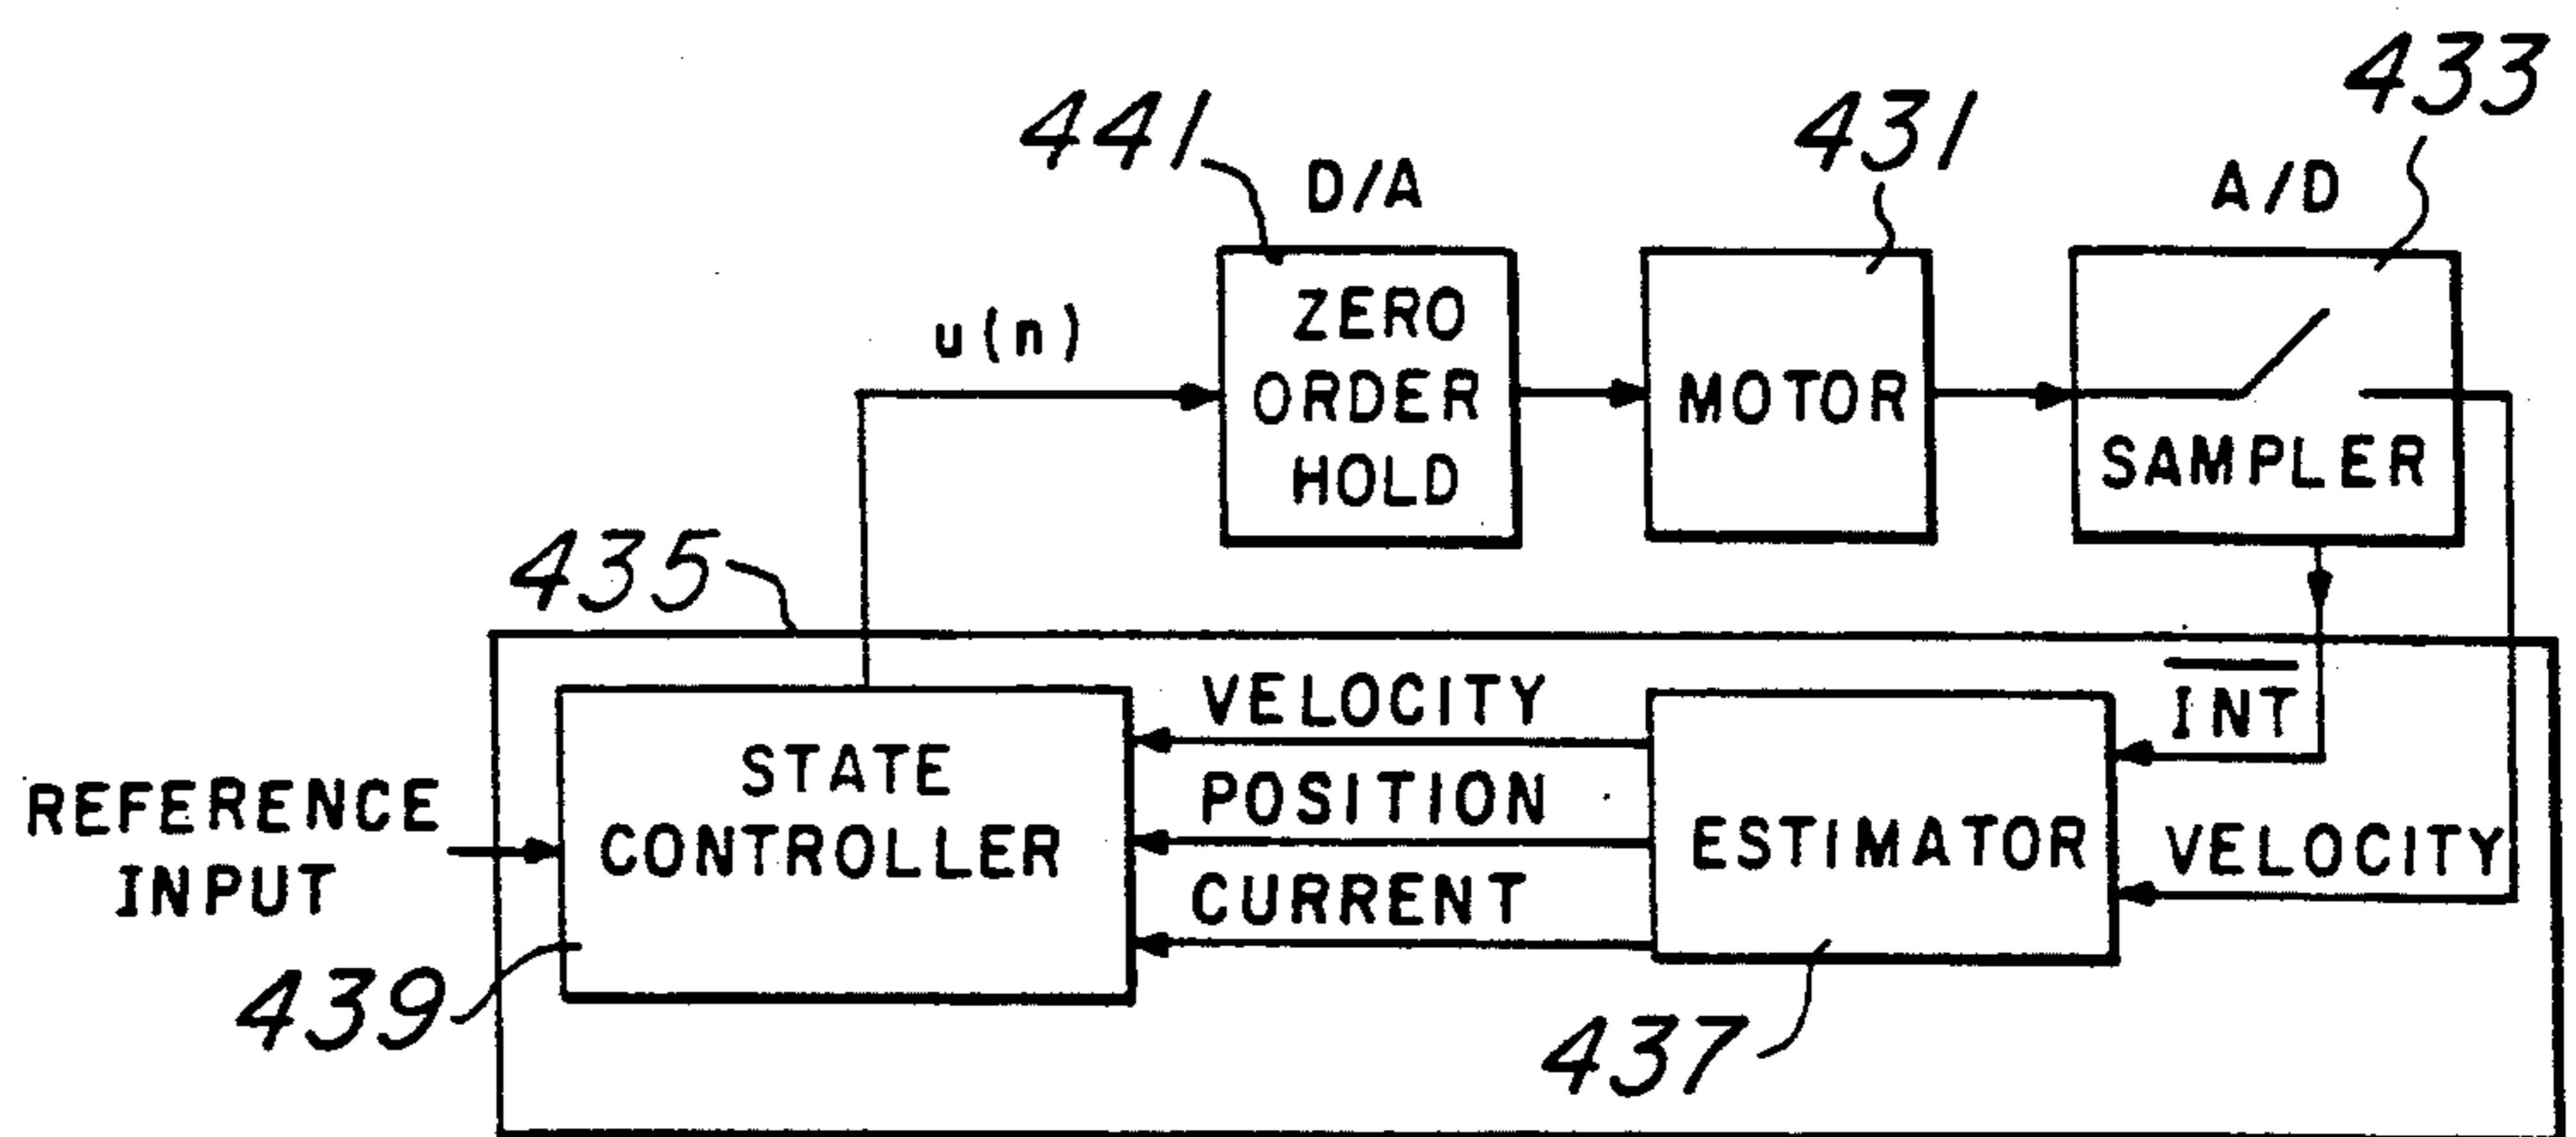 433
441
431
D/A
A/D
u(n)
ZERO
ORDER
HOLD
MOTOR
SAMPLER
435
INT
VELOCITY
POSITION
CURRENT
STATE
CONTROLLER
ESTIMATOR
VELOCITY
REFERENCE
INPUT
439
437